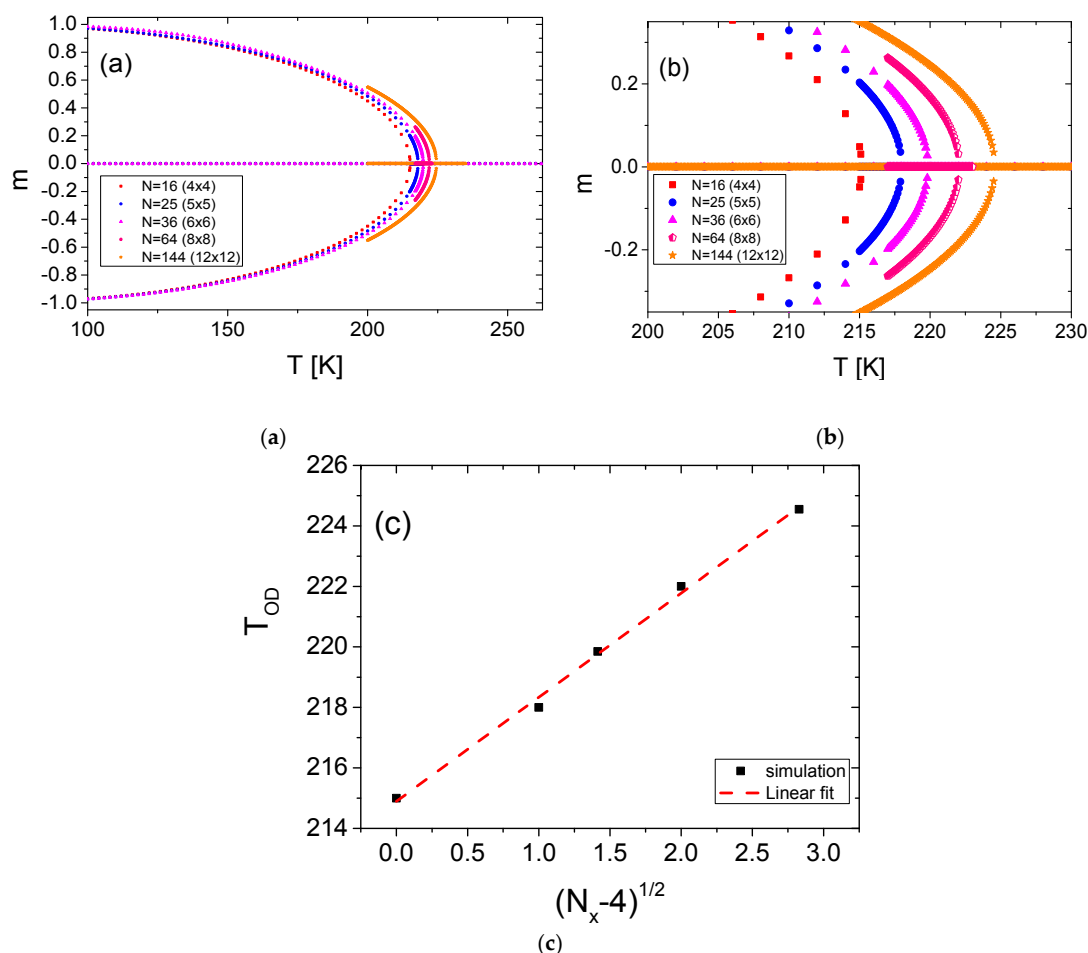 (a)
m
1.0
0.8
0.6
0.4
0.2
0.0
-0.2
-0.4
-0.6
-0.8
-1.0
N=16 (4x4)
N=25 (5x5)
N=36 (6x6)
N=64 (8x8)
N=144 (12x12)
100 150 200 250
T [K]
(a)
(b)
m
0.2
0.0
-0.2
N=16 (4x4)
N=25 (5x5)
N=36 (6x6)
N=64 (8x8)
N=144 (12x12)
200 205 210 215 220 225 230
T [K]
(b)
(c)
T_OD
226
224
222
220
218
216
214
simulation
Linear fit
0.0 0.5 1.0 1.5 2.0 2.5 3.0
(N_x-4)^1/2
(c)